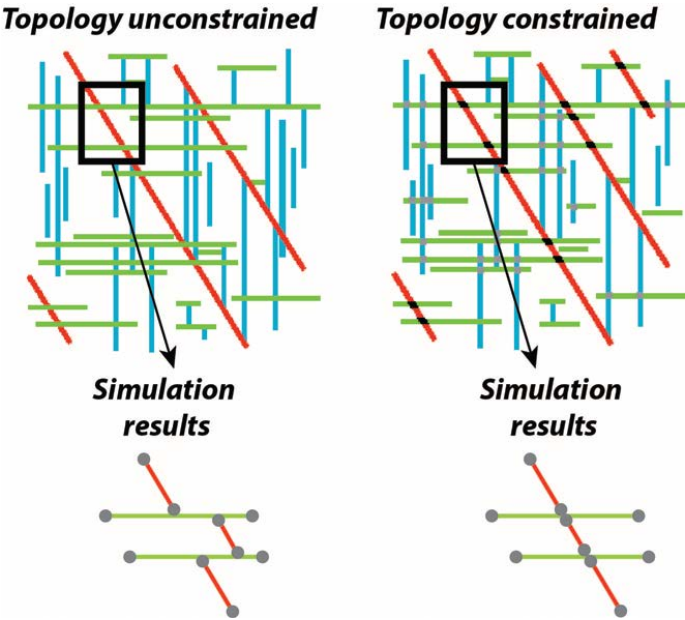 Topology unconstrained
Topology constrained
Simulation
results
Simulation
results